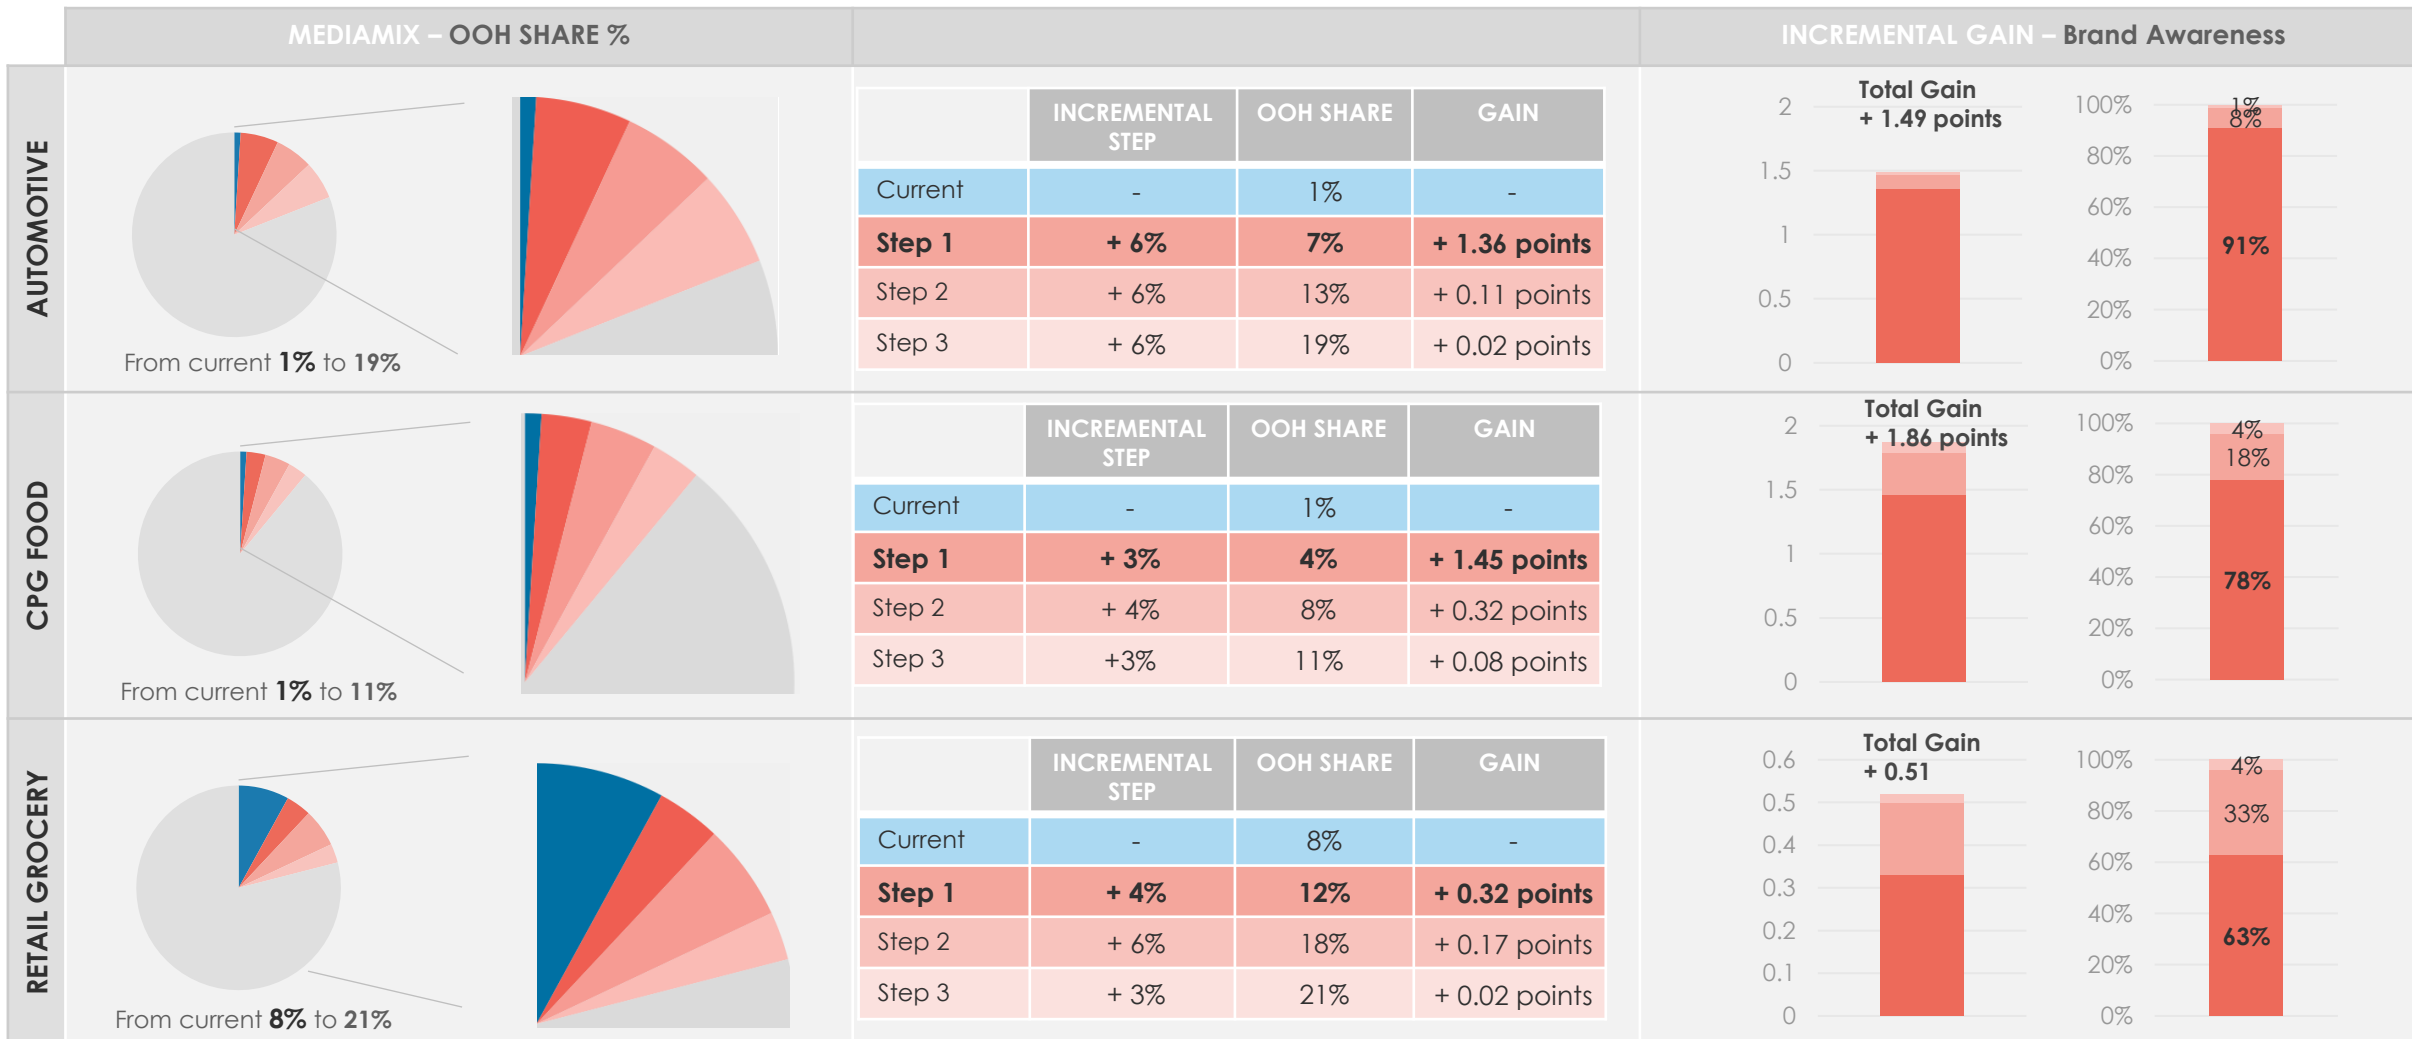 MEDIAMIX – OOH SHARE %
INCREMENTAL GAIN – Brand Awareness
AUTOMOTIVE
From current 1% to 19%
INCREMENTAL STEP OOH SHARE GAIN
Current - 1% -
Step 1 + 6% 7% + 1.36 points
Step 2 + 6% 13% + 0.11 points
Step 3 + 6% 19% + 0.02 points
Total Gain
+ 1.49 points
2
1.5
1
0.5
0
100%
80%
60%
40%
20%
0%
1%
8%
91%
CPG FOOD
From current 1% to 11%
INCREMENTAL STEP OOH SHARE GAIN
Current - 1% -
Step 1 + 3% 4% + 1.45 points
Step 2 + 4% 8% + 0.32 points
Step 3 +3% 11% + 0.08 points
Total Gain
+ 1.86 points
2
1.5
1
0.5
0
100%
80%
60%
40%
20%
0%
4%
18%
78%
RETAIL GROCERY
From current 8% to 21%
INCREMENTAL STEP OOH SHARE GAIN
Current - 8% -
Step 1 + 4% 12% + 0.32 points
Step 2 + 6% 18% + 0.17 points
Step 3 + 3% 21% + 0.02 points
Total Gain
+ 0.51
0.6
0.5
0.4
0.3
0.2
0.1
0
100%
80%
60%
40%
20%
0%
4%
33%
63%